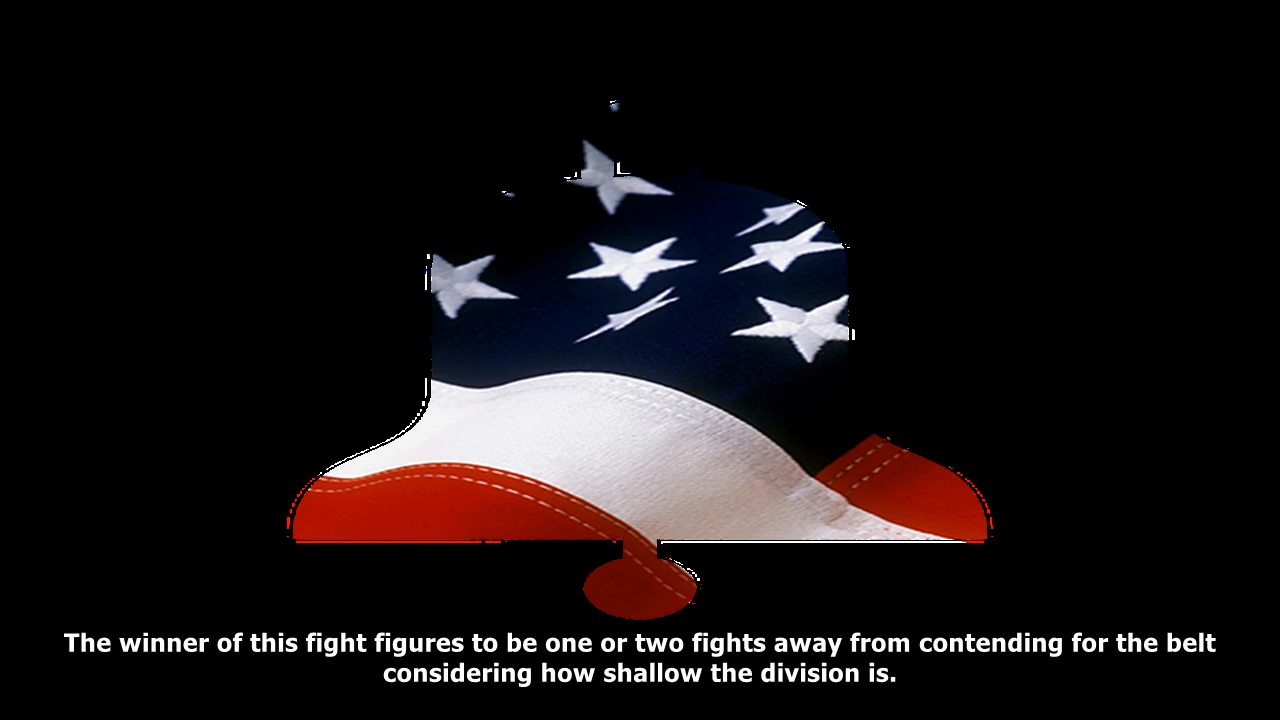 The winner of this fight figures to be one or two fights away from contending for the belt
considering how shallow the division is.